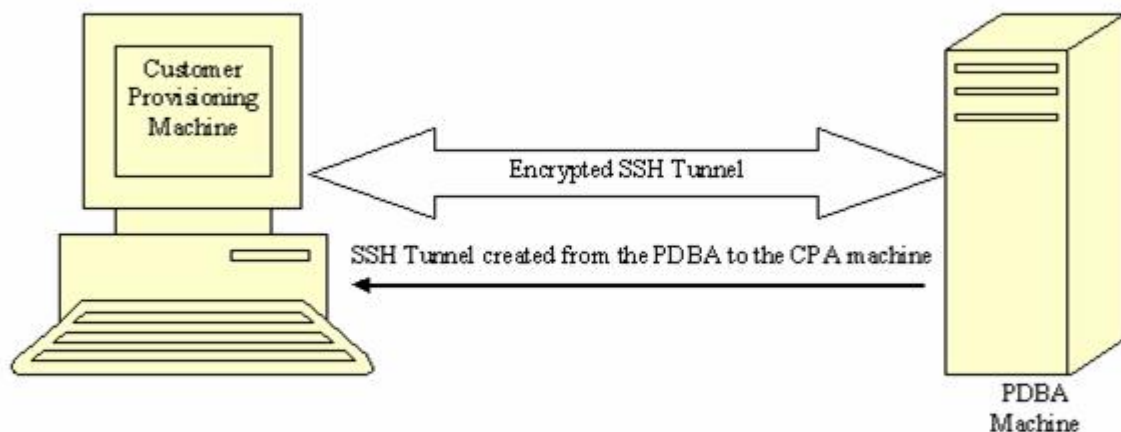 Customer
Provisioning
Machine
Encrypted SSH Tunnel
SSH Tunnel created from the PDBA to the CPA machine
PDBA
Machine